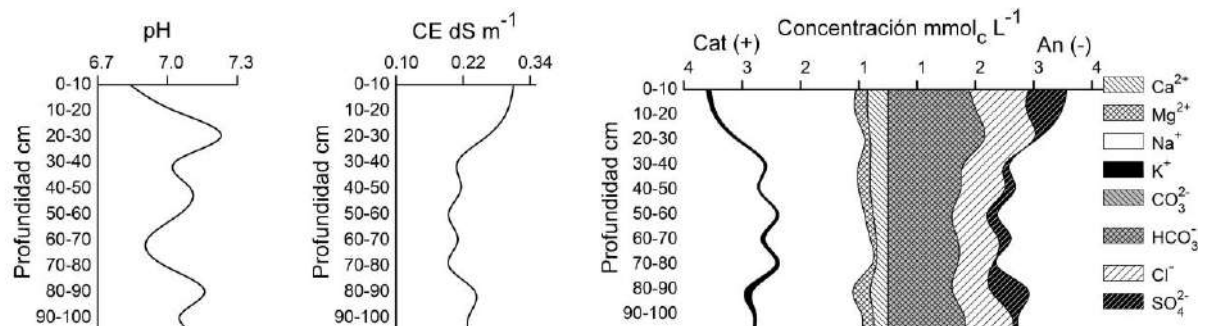 pH
6.7 7.0 7.3
Profundidad cm
0-10
10-20
20-30
30-40
40-50
50-60
60-70
70-80
80-90
90-100
CE dS m⁻¹
0.10 0.22 0.34
Profundidad cm
0-10
10-20
20-30
30-40
40-50
50-60
60-70
70-80
80-90
90-100
Concentración mmol_c L⁻¹
Cat (+) An (-)
4 3 2 1 1 2 3 4
Profundidad cm
0-10
10-20
20-30
30-40
40-50
50-60
60-70
70-80
80-90
90-100
Ca²⁺
Mg²⁺
Na⁺
K⁺
CO₃²⁻
HCO₃⁻
Cl⁻
SO₄²⁻